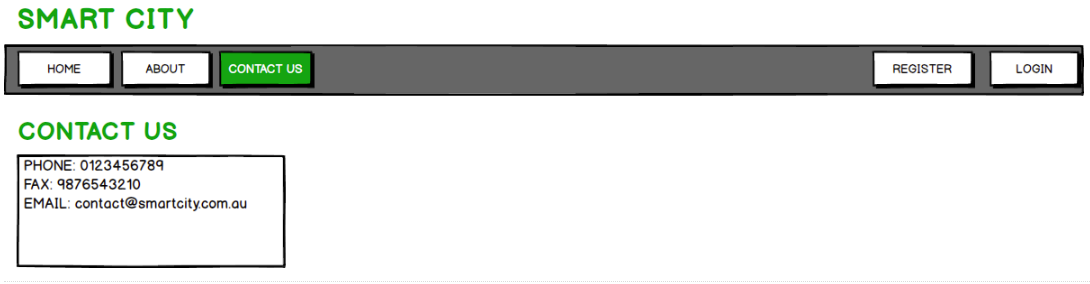 SMART CITY
HOME ABOUT CONTACT US REGISTER LOGIN
CONTACT US
PHONE: 0123456789
FAX: 9876543210
EMAIL: contact@smartcity.com.au